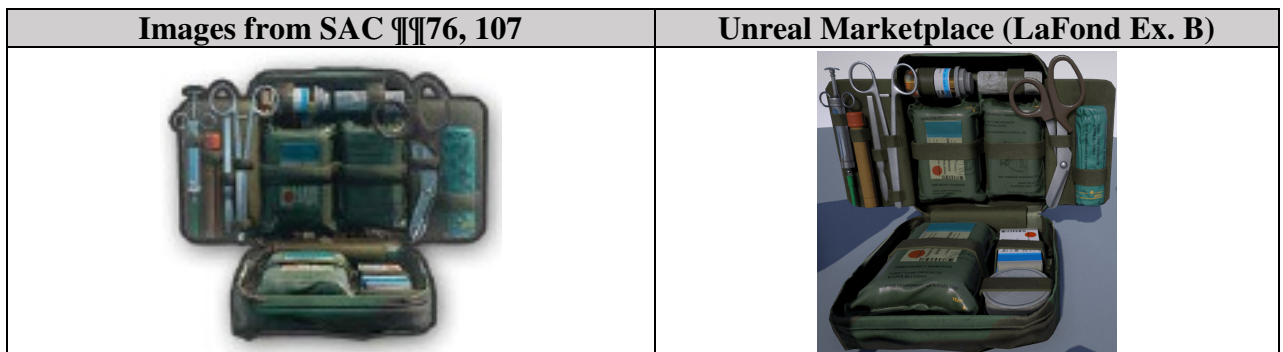 Images from SAC ¶¶76, 107
Unreal Marketplace (LaFond Ex. B)